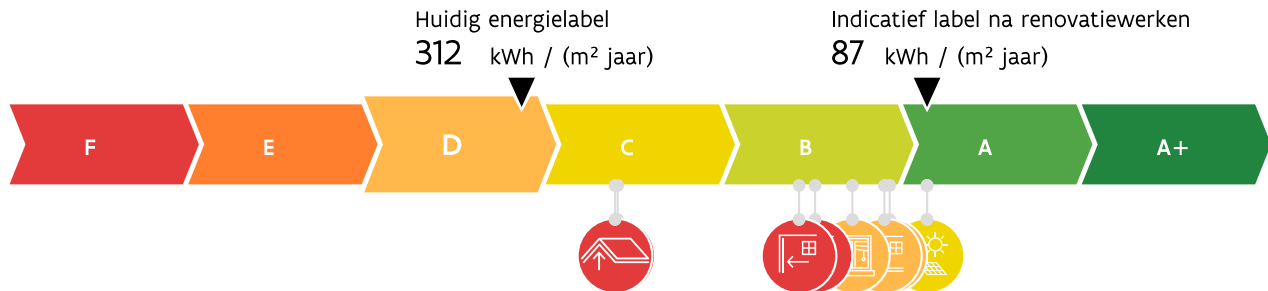 Huidig energielabel
312 kWh / (m² jaar)
Indicatief label na renovatiewerken
87 kWh / (m² jaar)
F
E
D
C
B
A
A+